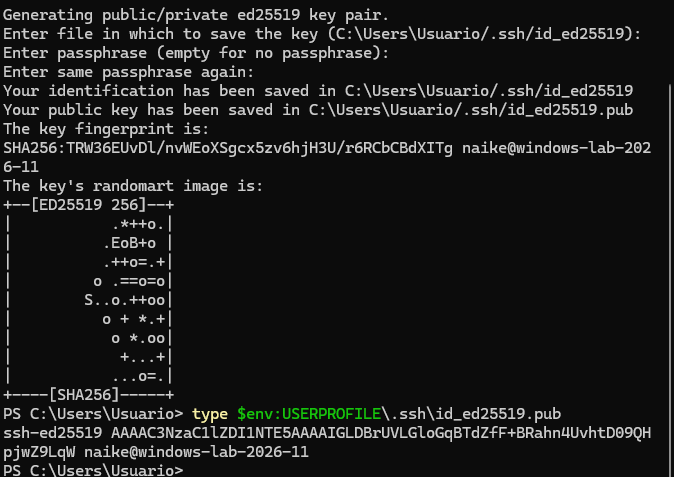 Generating public/private ed25519 key pair.
Enter file in which to save the key (C:\Users\Usuario/.ssh/id_ed25519):
Enter passphrase (empty for no passphrase):
Enter same passphrase again:
Your identification has been saved in C:\Users\Usuario/.ssh/id_ed25519
Your public key has been saved in C:\Users\Usuario/.ssh/id_ed25519.pub
The key fingerprint is:
SHA256:TRW36EUvDl/nvWEoXSgcx5zv6hjH3U/r6RCbCBdXITg naike@windows-lab-202
6-11
The key's randomart image is:
+--[ED25519 256]--+
|           .*++o.|
|          .EoB+o |
|          .++o=.+|
|         o .==o=o|
|        S..o.++oo|
|          o + *.+|
|           o *.oo|
|            +...+|
|           ...o=.|
+----[SHA256]-----+
PS C:\Users\Usuario> type $env:USERPROFILE\.ssh\id_ed25519.pub
ssh-ed25519 AAAAC3NzaC1lZDI1NTE5AAAAIGLDBrUVLGloGqBTdZfF+BRahn4UvhtD09QH
pjwZ9LqW naike@windows-lab-2026-11
PS C:\Users\Usuario>